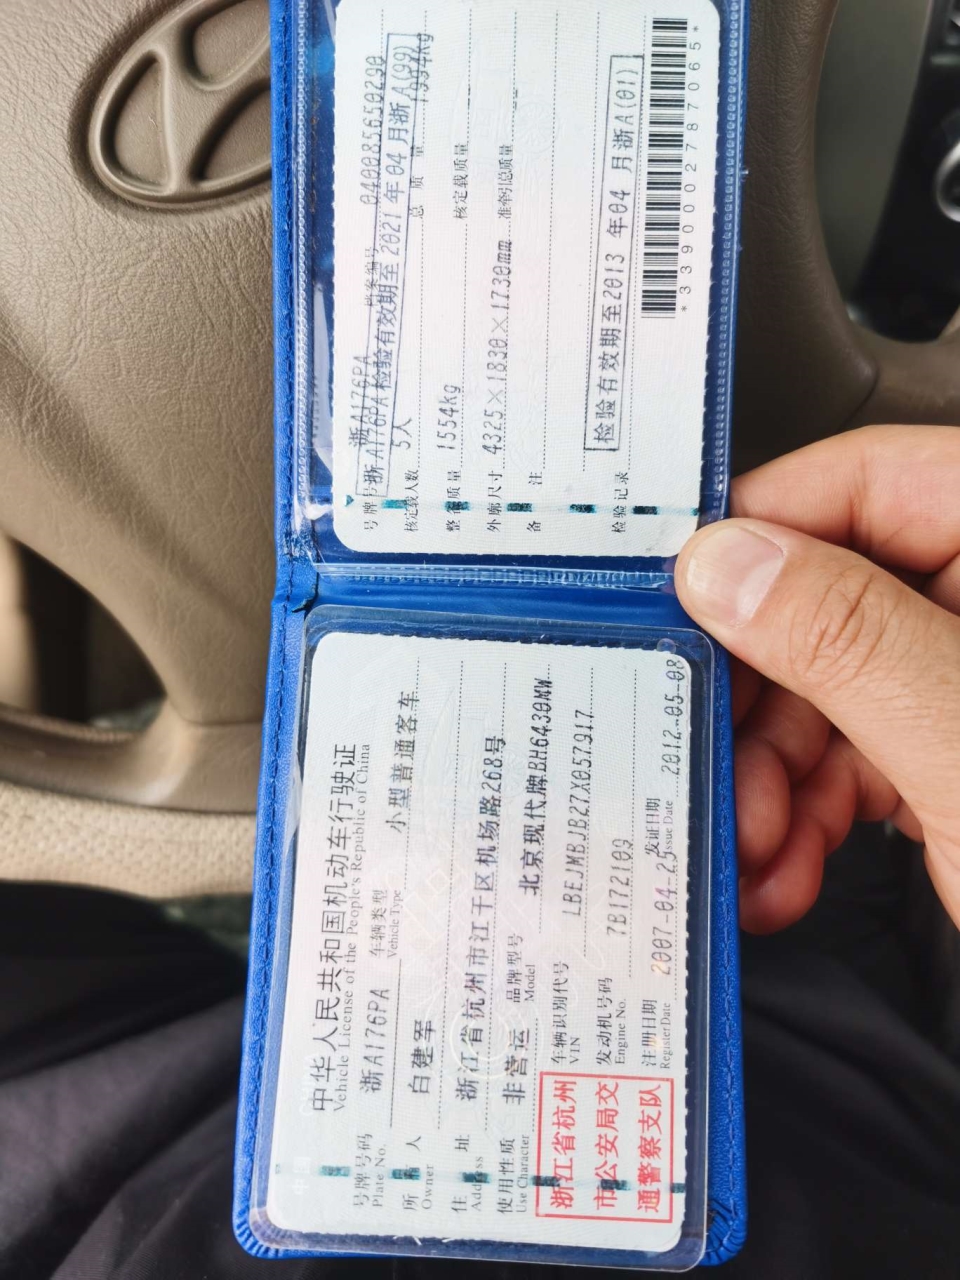 中华人民共和国机动车行驶证
Vehicle License of the People's Republic of China
号牌号码 浙A176PA 车辆类型 小型普通客车
Plate No. Vehicle Type
所有人 白建军
Owner
住址 浙江省杭州市江干区机场路268号
Address
使用性质 非营运 品牌型号 北京现代牌BH6430MW
Use Character Model
浙江省杭州
市公安局交
通警察支队
车辆识别代号 LBEJMBJB27X057917
VIN
发动机号码 7B172109
Engine No.
注册日期 2007-04-25 发证日期 2012-05-08
Register Date Issue Date
号牌号码 浙A176PA 档案编号 040085650290
浙A176PA 检验有效期至2021年04月浙A(99)
核定载人数 5人 总质量 1994kg
整备质量 1554kg 核定载质量
外廓尺寸 4325×1830×1730mm 准牵引总质量
备注
检验记录 检验有效期至2013年04月浙A(01)
*3390002787065*